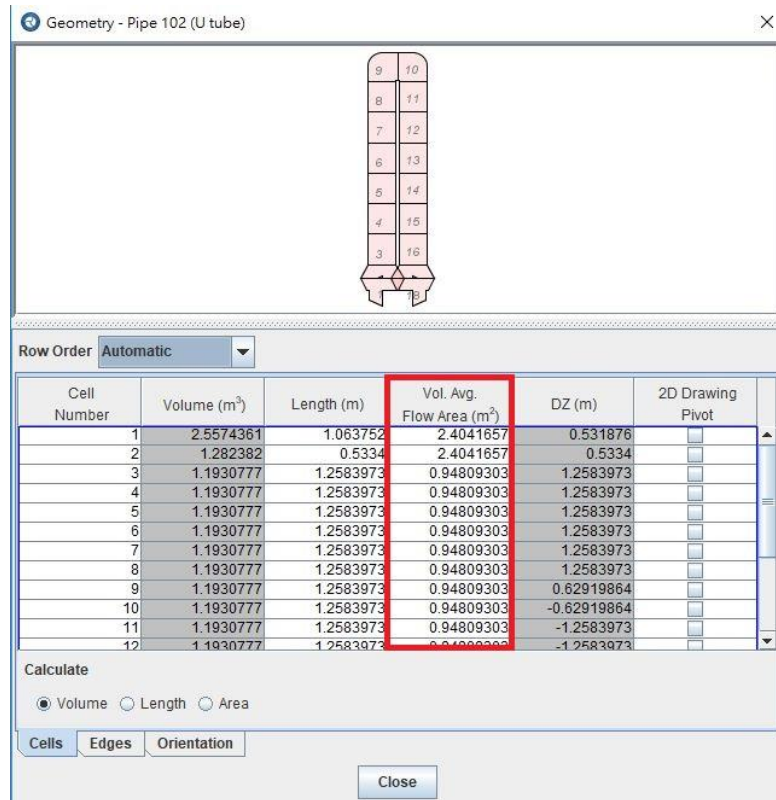 Geometry - Pipe 102 (U tube)
9 10
8 11
7 12
6 13
5 14
4 15
3 16
18
Row Order Automatic
Cell Number Volume (m³) Length (m) Vol. Avg. Flow Area (m²) DZ (m) 2D Drawing Pivot
1 2.5574361 1.063752 2.4041657 0.531876
2 1.282382 0.5334 2.4041657 0.5334
3 1.1930777 1.2583973 0.94809303 1.2583973
4 1.1930777 1.2583973 0.94809303 1.2583973
5 1.1930777 1.2583973 0.94809303 1.2583973
6 1.1930777 1.2583973 0.94809303 1.2583973
7 1.1930777 1.2583973 0.94809303 1.2583973
8 1.1930777 1.2583973 0.94809303 1.2583973
9 1.1930777 1.2583973 0.94809303 0.62919864
10 1.1930777 1.2583973 0.94809303 -0.62919864
11 1.1930777 1.2583973 0.94809303 -1.2583973
12 1.1930777 1.2583973 0.94809303 -1.2583973
Calculate
Volume Length Area
Cells Edges Orientation
Close